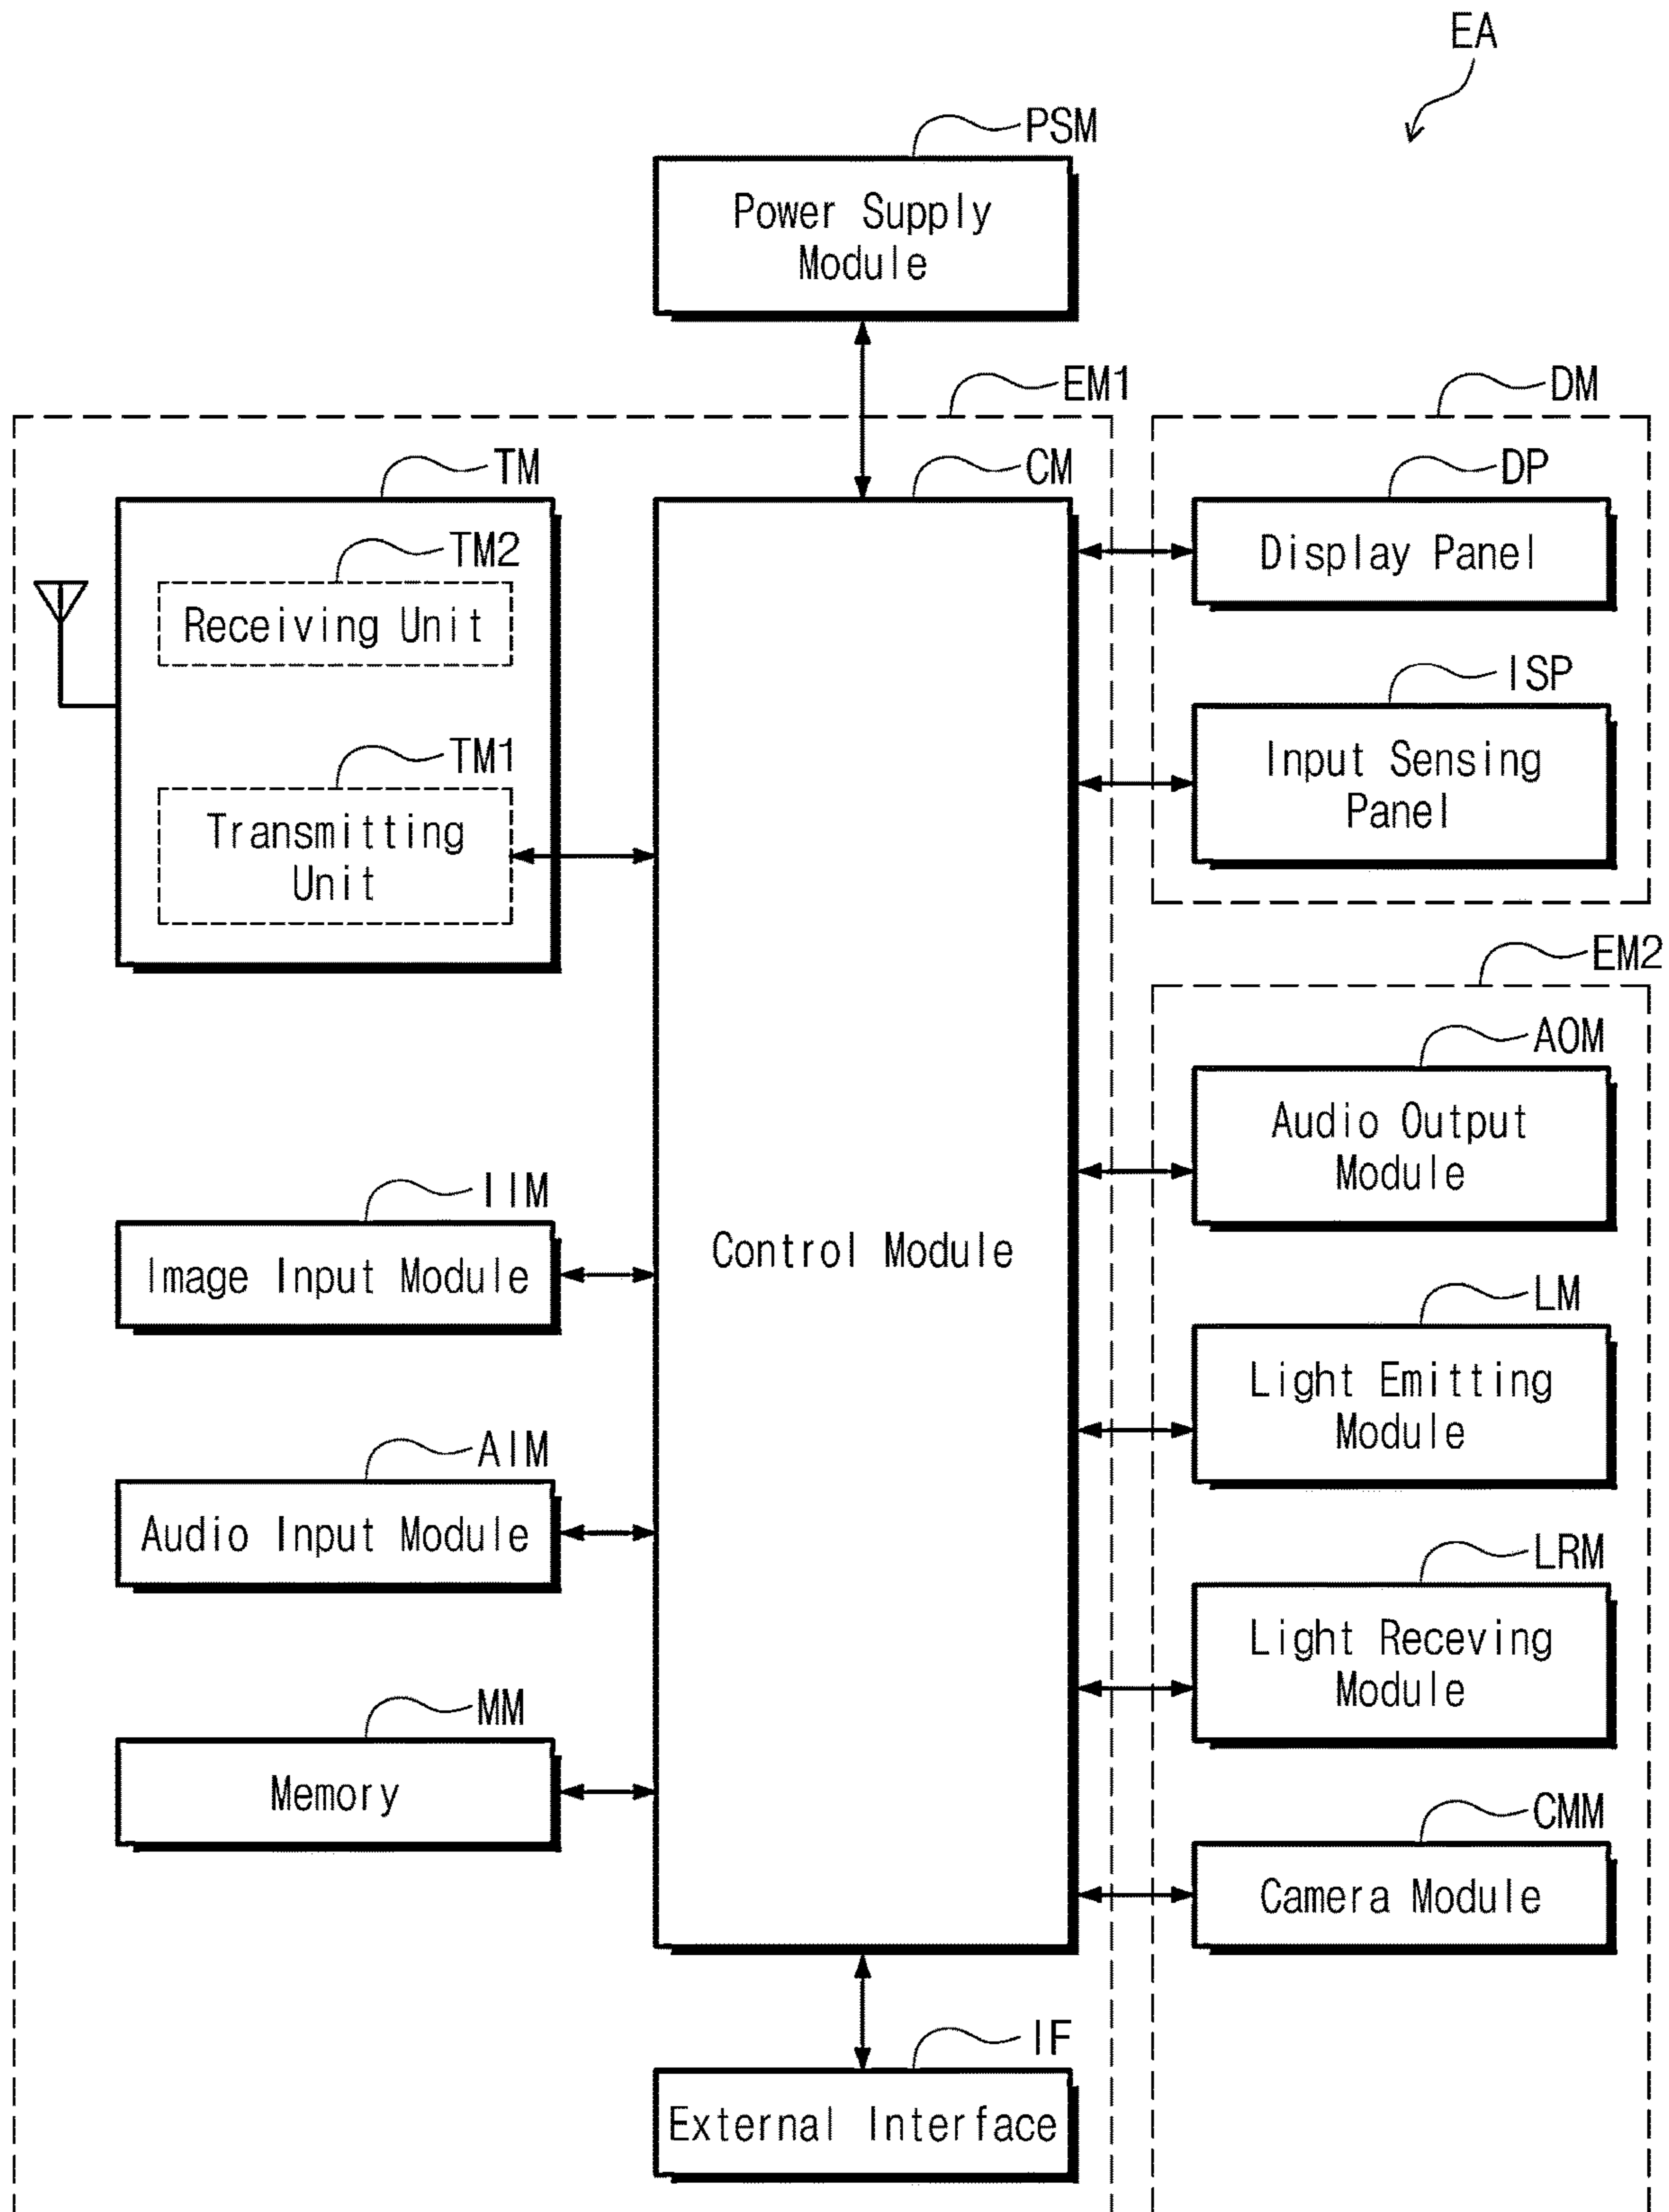 EA
PSM
Power Supply
Module
EM1
DM
TM
CM
DP
TM2
Receiving Unit
Display Panel
ISP
TM1
Transmitting
Unit
Input Sensing
Panel
EM2
AOM
Audio Output
Module
IIM
Image Input Module
Control Module
LM
Light Emitting
Module
AIM
Audio Input Module
LRM
Light Receving
Module
MM
Memory
CMM
Camera Module
IF
External Interface